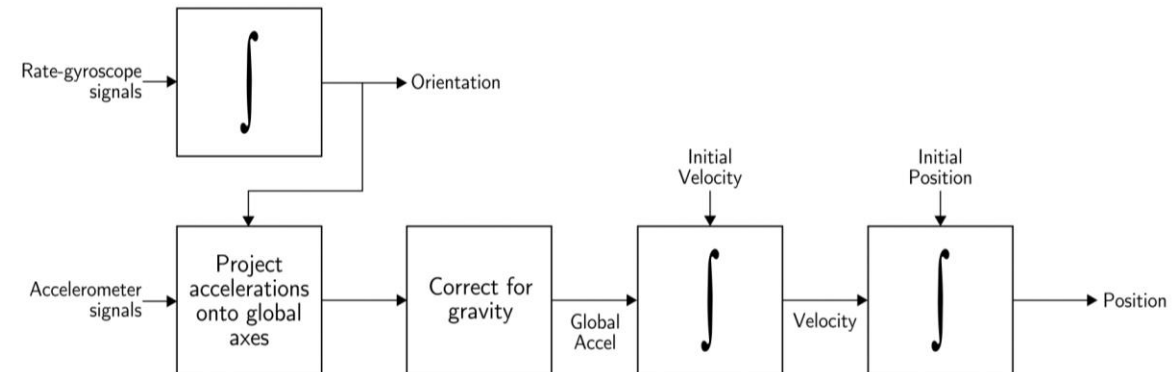 Rate-gyroscope
signals
∫
Orientation
Initial
Velocity
Initial
Position
Accelerometer
signals
Project
accelerations
onto global
axes
Correct for
gravity
Global
Accel
∫
Velocity
∫
Position